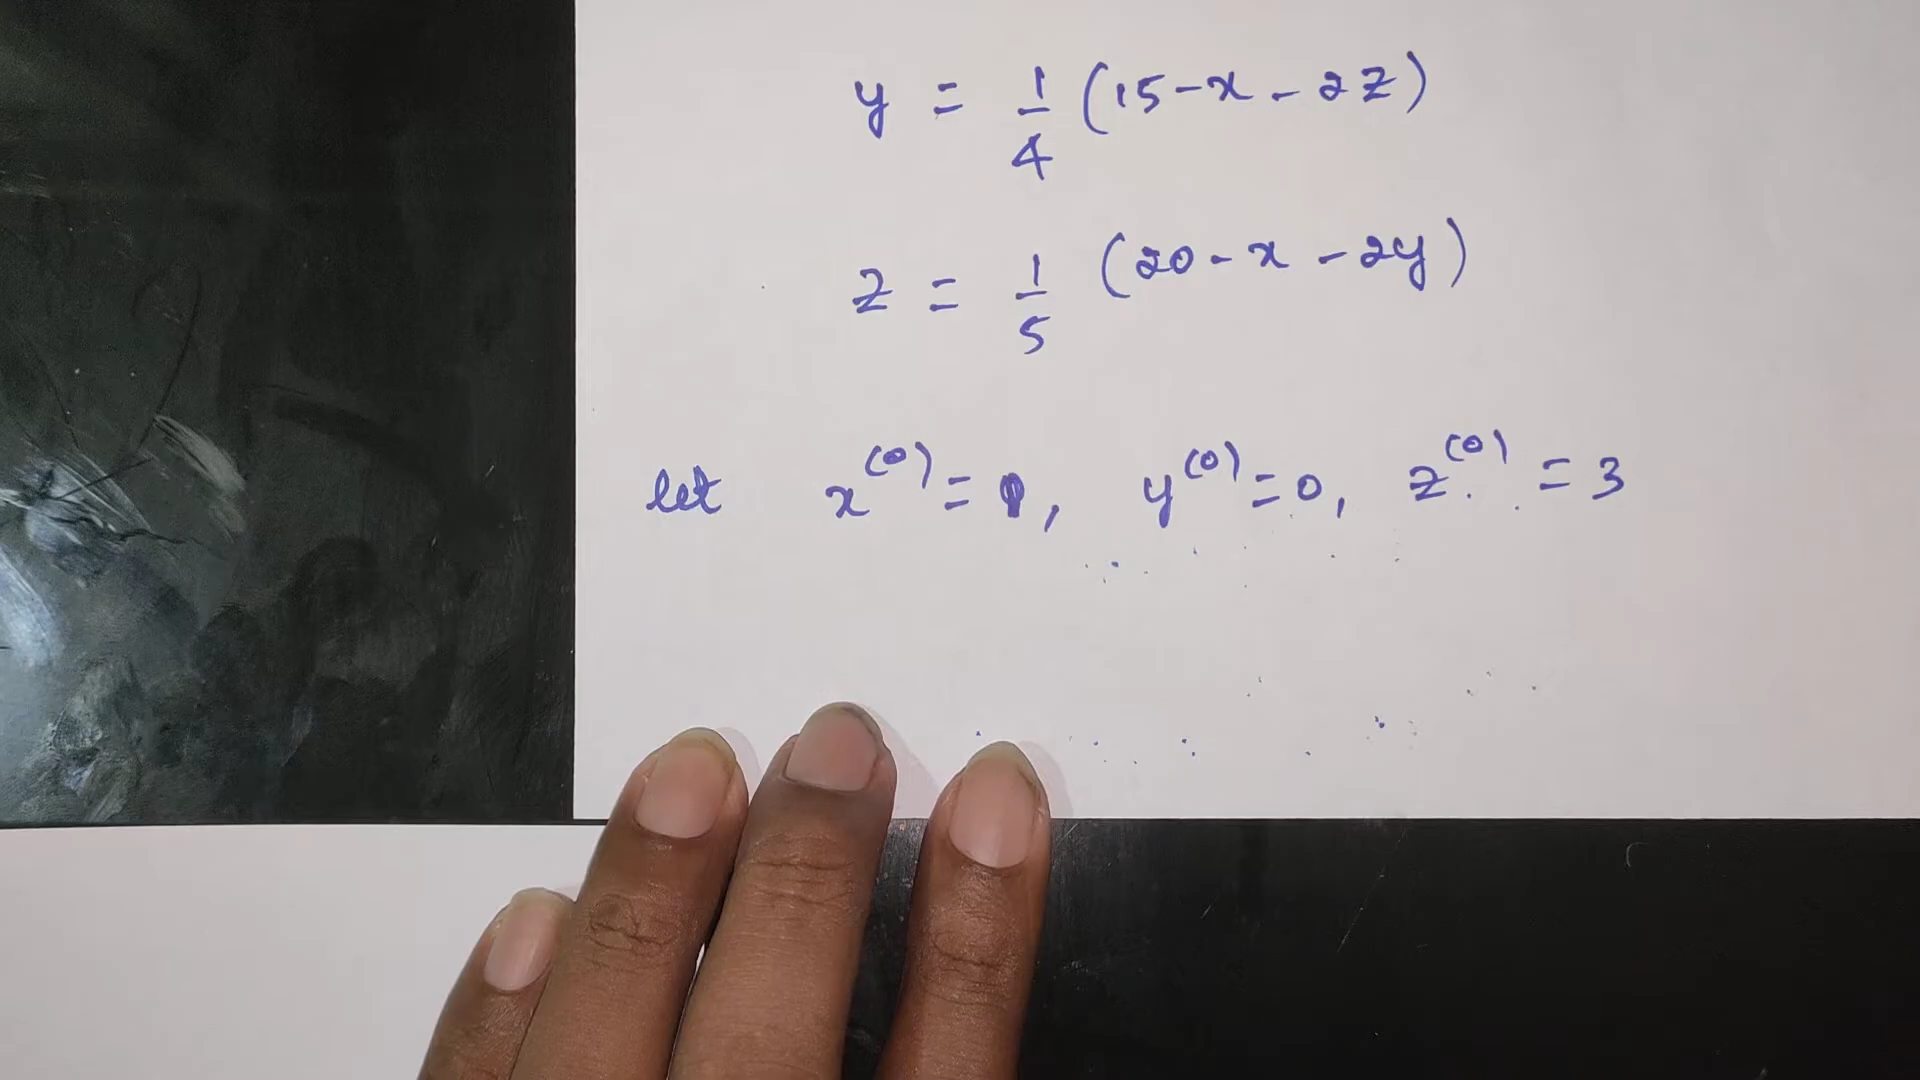 y = 1/4 (15-x-2z)
z = 1/5 (20-x-2y)
let x^(0) = 1, y^(0) = 0, z^(0) = 3